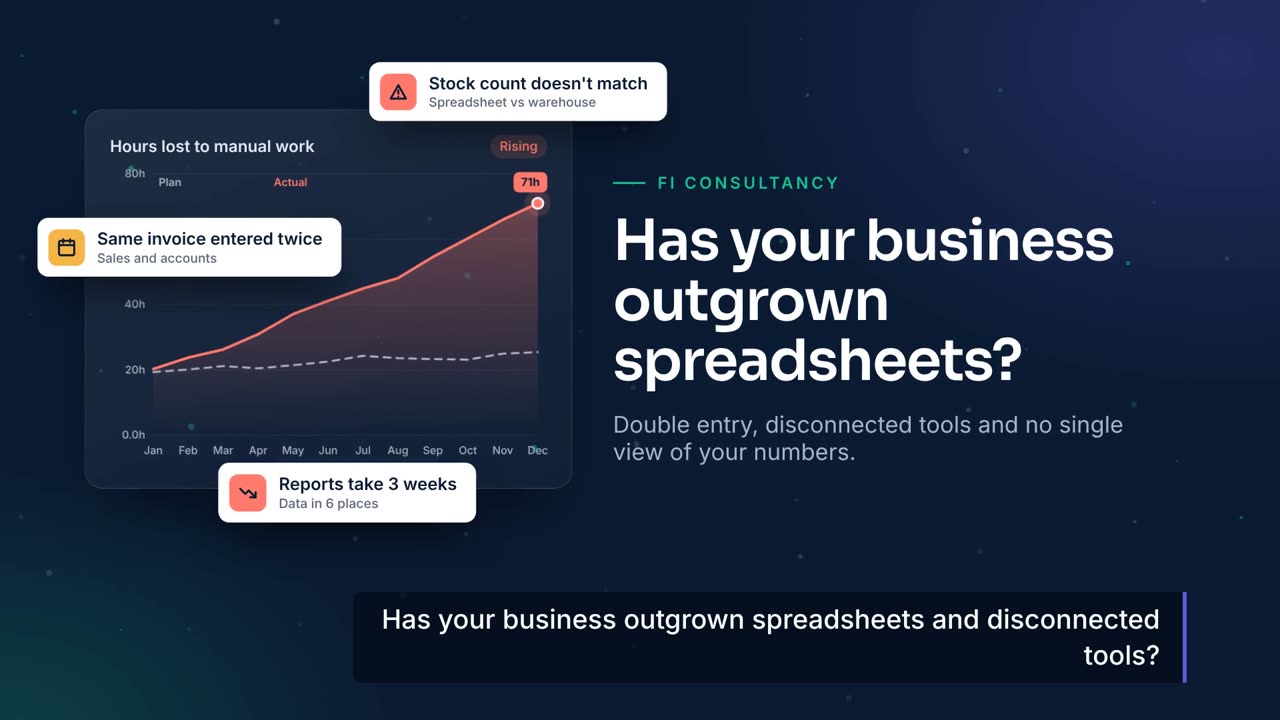 Stock count doesn't match
Spreadsheet vs warehouse
Hours lost to manual work
Rising
80h
Plan
Actual
71h
Same invoice entered twice
Sales and accounts
40h
20h
0.0h
Jan Feb Mar Apr May Jun Jul Aug Sep Oct Nov Dec
Reports take 3 weeks
Data in 6 places
FI CONSULTANCY
Has your business
outgrown
spreadsheets?
Double entry, disconnected tools and no single
view of your numbers.
Has your business outgrown spreadsheets and disconnected
tools?